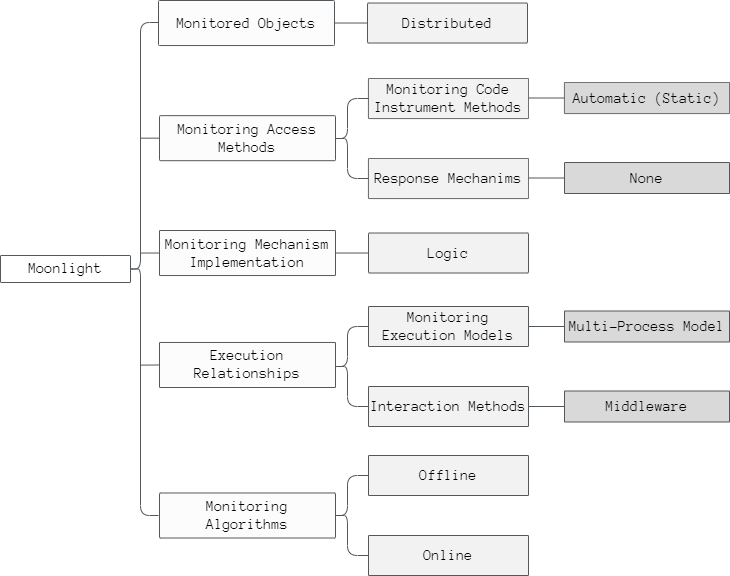 Monitored Objects
Distributed
Monitoring Code
Instrument Methods
Automatic (Static)
Monitoring Access
Methods
Response Mechanims
None
Monitoring Mechanism
Implementation
Logic
Moonlight
Monitoring
Execution Models
Multi-Process Model
Execution
Relationships
Interaction Methods
Middleware
Offline
Monitoring
Algorithms
Online